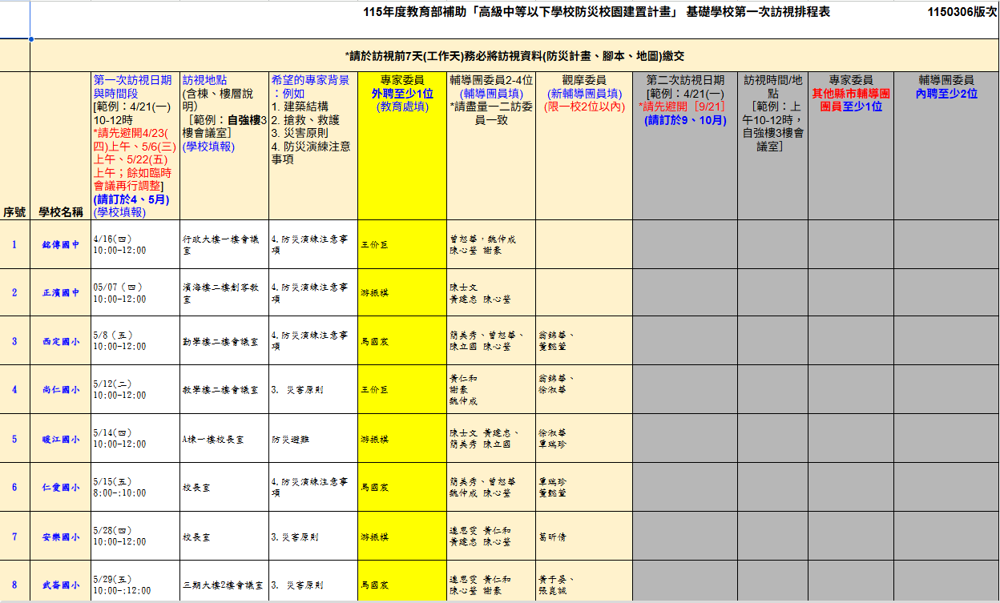 115年度教育部補助「高級中等以下學校防災校園建置計畫」 基礎學校第一次訪視排程表
1150306版次
*請於訪視前7天(工作天)務必將訪視資料(防災計畫、腳本、地圖)繳交
序號
學校名稱
第一次訪視日期
與時間段
[範例：4/21(一)
10-12時
*請先避開4/23(
四)上午、5/6(三)
上午、5/22(五)
上午；餘如臨時
會議再行調整]
(請訂於4、5月)
(學校填報)
訪視地點
(含棟、樓層說
明)
［範例：自強樓3
樓會議室］
(學校填報)
希望的專家背景
：例如
1. 建築結構
2. 搶救、救護
3. 災害原則
4. 防災演練注意
事項
專家委員
外聘至少1位
(教育處填)
輔導團委員2-4位
(輔導團員填)
*請盡量一二訪委
員一致
觀摩委員
(新輔導團員填)
(限一校2位以內)
第二次訪視日期
[範例：4/21(一)
*請先避開［9/21］
(請訂於9、10月)
訪視時間/地
點
［範例：上
午10-12時，
自強樓3樓會
議室］
專家委員
其他縣市輔導團
團員至少1位
輔導團委員
內聘至少2位
1
銘傳國中
4/16(四)
10:00-12:00
行政大樓一樓會議
室
4.防災演練注意事
項
王价巨
曾恕華，魏仲成
陳心瑩 謝豪
2
正濱國中
05/07（四）
10:00-12:00
濱海樓二樓創客教
室
4.防災演練注意事
項
游振棋
陳士文
黃建忠 陳心瑩
3
西定國小
5/8（五）
10:00-12:00
勤學樓二樓會議室
4.防災演練注意事
項
馬國宸
簡英秀、曾恕華、
陳立國 陳心瑩
翁錦華、
董懿萱
4
尚仁國小
5/12(二)
10:00-12:00
教學樓二樓會議室
3. 災害原則
王价巨
黃仁和
謝豪
魏仲成
翁錦華、
徐淑華
5
暖江國小
5/14(四)
10:00-12:00
A棟一樓校長室
防災避難
游振棋
陳士文 黃建忠、
簡英秀 陳立國
徐淑華
覃瑞珍
6
仁愛國小
5/15(五)
8:00-:10:00
校長室
4.防災演練注意事
項
馬國宸
簡英秀、曾恕華
魏仲成 陳心瑩
覃瑞珍
董懿萱
7
安樂國小
5/28(四)
10:00-12:00
校長室
3.災害原則
游振棋
連思雯 黃仁和
黃建忠 陳心瑩
葛昕倩
8
武崙國小
5/29(五)
10:00-:12:00
三期大樓2樓會議室
3. 災害原則
馬國宸
連思雯 黃仁和
陳心瑩 謝豪
黃于晏、
張崑誠